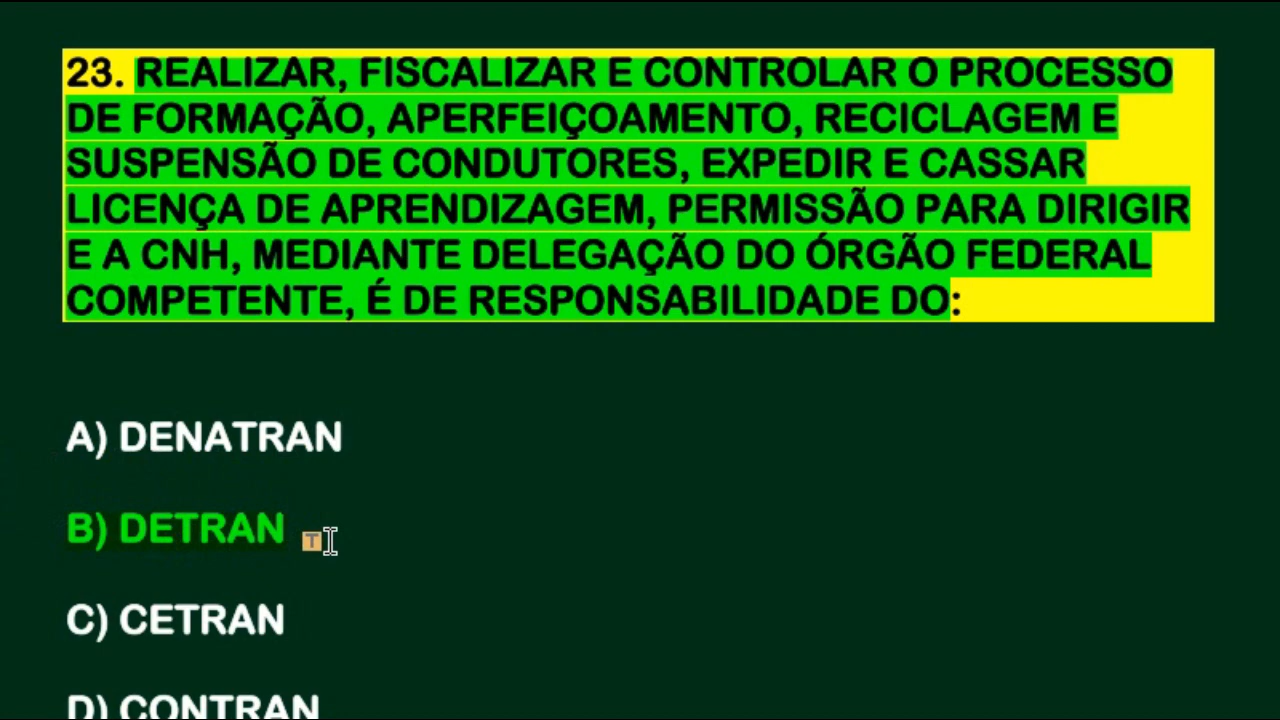 23. REALIZAR, FISCALIZAR E CONTROLAR O PROCESSO
DE FORMAÇÃO, APERFEIÇOAMENTO, RECICLAGEM E
SUSPENSÃO DE CONDUTORES, EXPEDIR E CASSAR
LICENÇA DE APRENDIZAGEM, PERMISSÃO PARA DIRIGIR
E A CNH, MEDIANTE DELEGAÇÃO DO ÓRGÃO FEDERAL
COMPETENTE, É DE RESPONSABILIDADE DO:
A) DENATRAN
B) DETRAN
T
C) CETRAN
D) CONTRAN